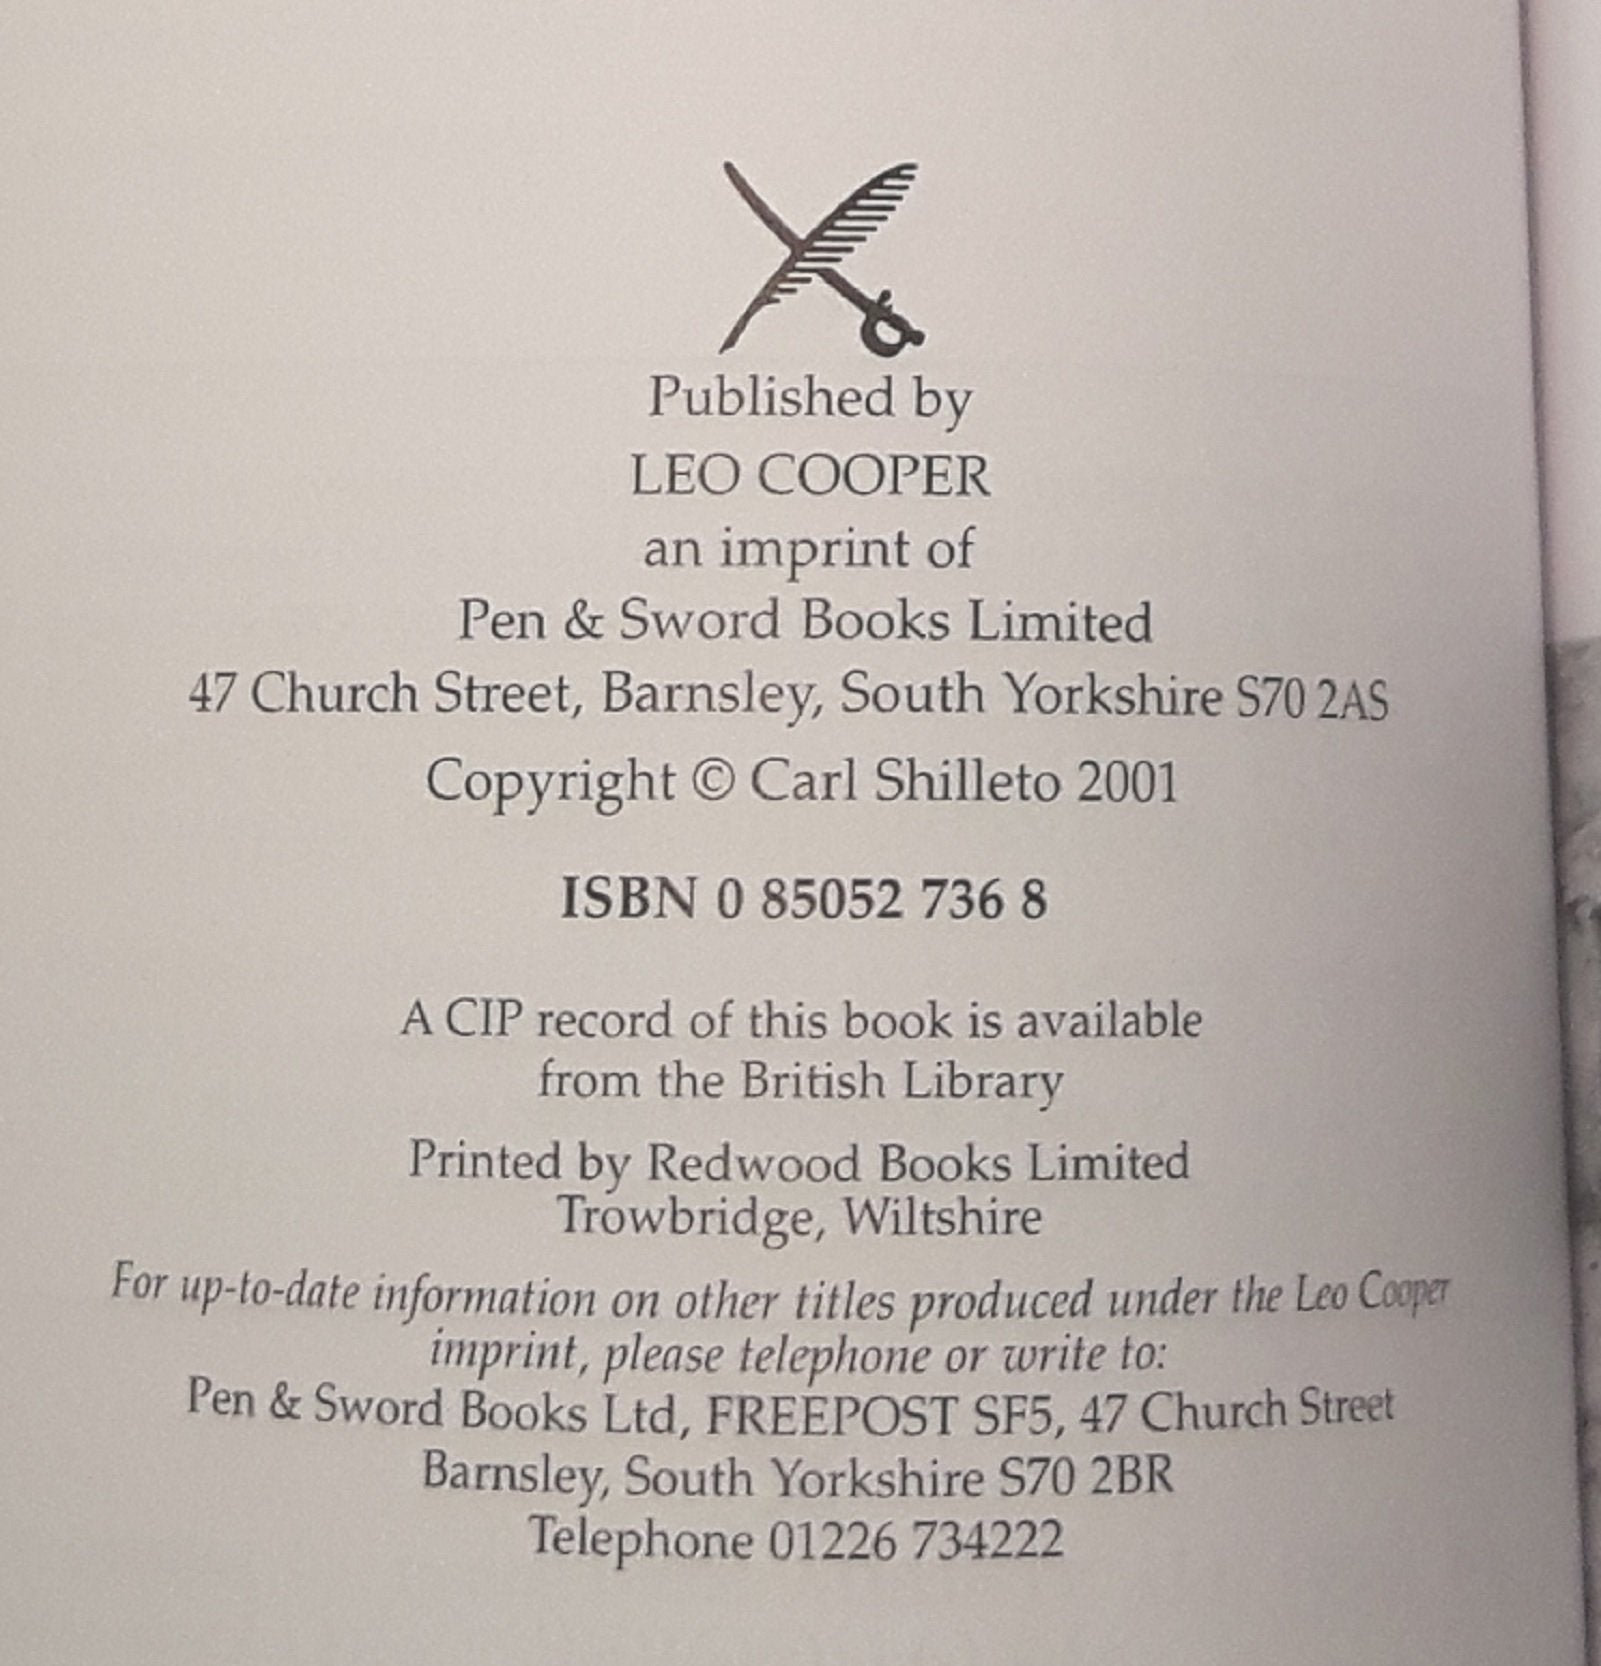 Published by
LEO COOPER
an imprint of
Pen & Sword Books Limited
47 Church Street, Barnsley, South Yorkshire S70 2AS
Copyright © Carl Shilleto 2001
ISBN 0 85052 736 8
A CIP record of this book is available
from the British Library
Printed by Redwood Books Limited
Trowbridge, Wiltshire
For up-to-date information on other titles produced under the Leo Cooper
imprint, please telephone or write to:
Pen & Sword Books Ltd, FREEPOST SF5, 47 Church Street
Barnsley, South Yorkshire S70 2BR
Telephone 01226 734222